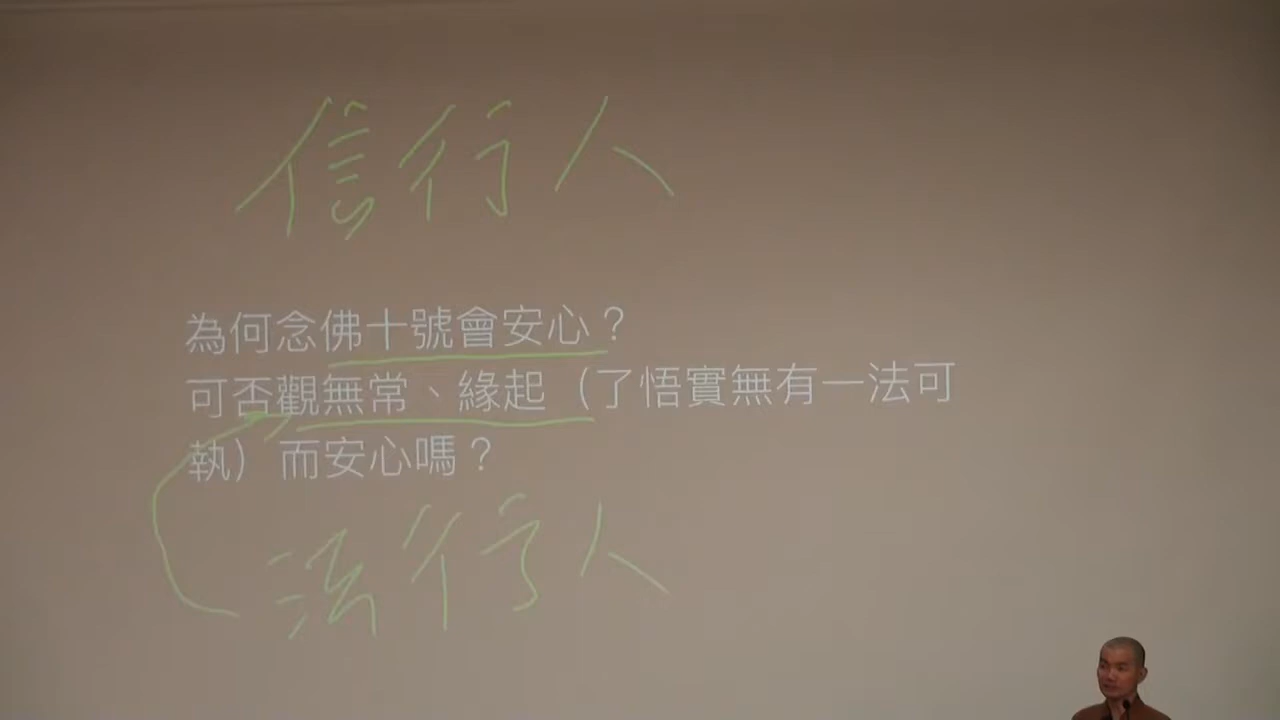 信行人
為何念佛十號會安心？
可否觀無常、緣起（了悟實無有一法可
執）而安心嗎？
法行人